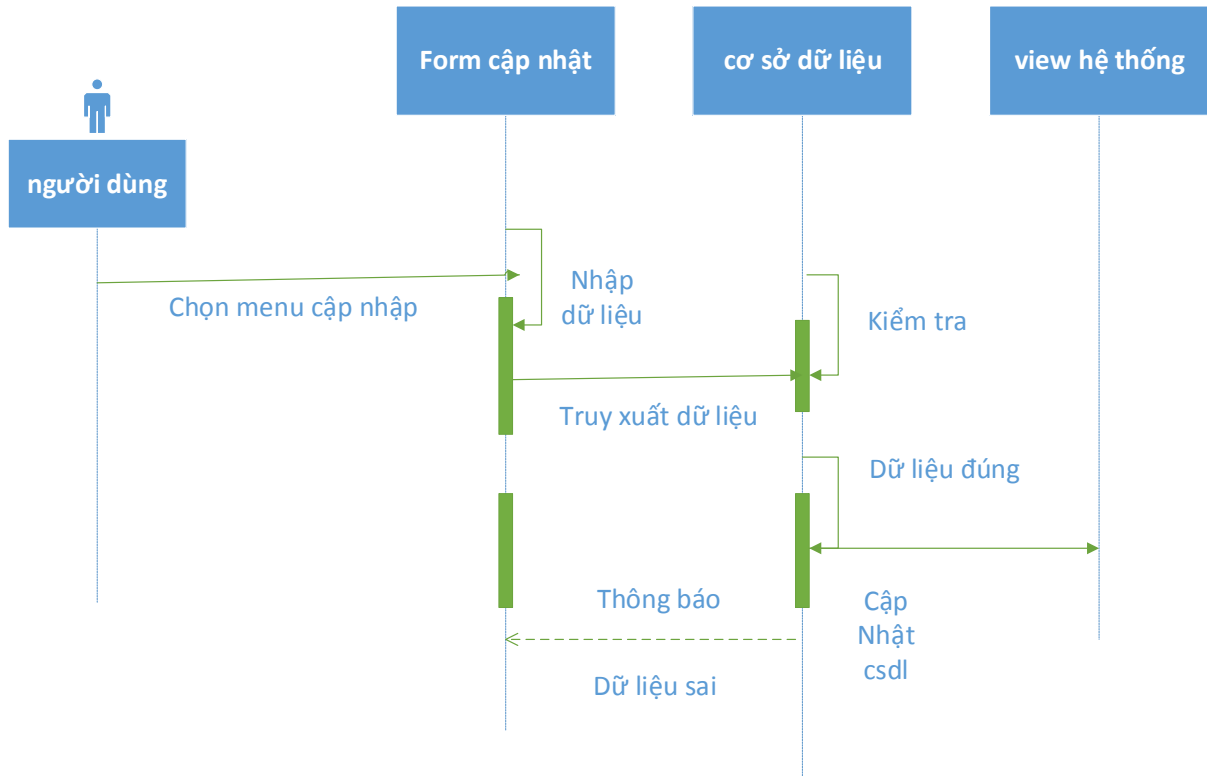 Form cập nhật
cơ sở dữ liệu
view hệ thống
người dùng
Nhập
dữ liệu
Chọn menu cập nhập
Kiểm tra
Truy xuất dữ liệu
Dữ liệu đúng
Thông báo
Cập
Nhật
csdl
Dữ liệu sai